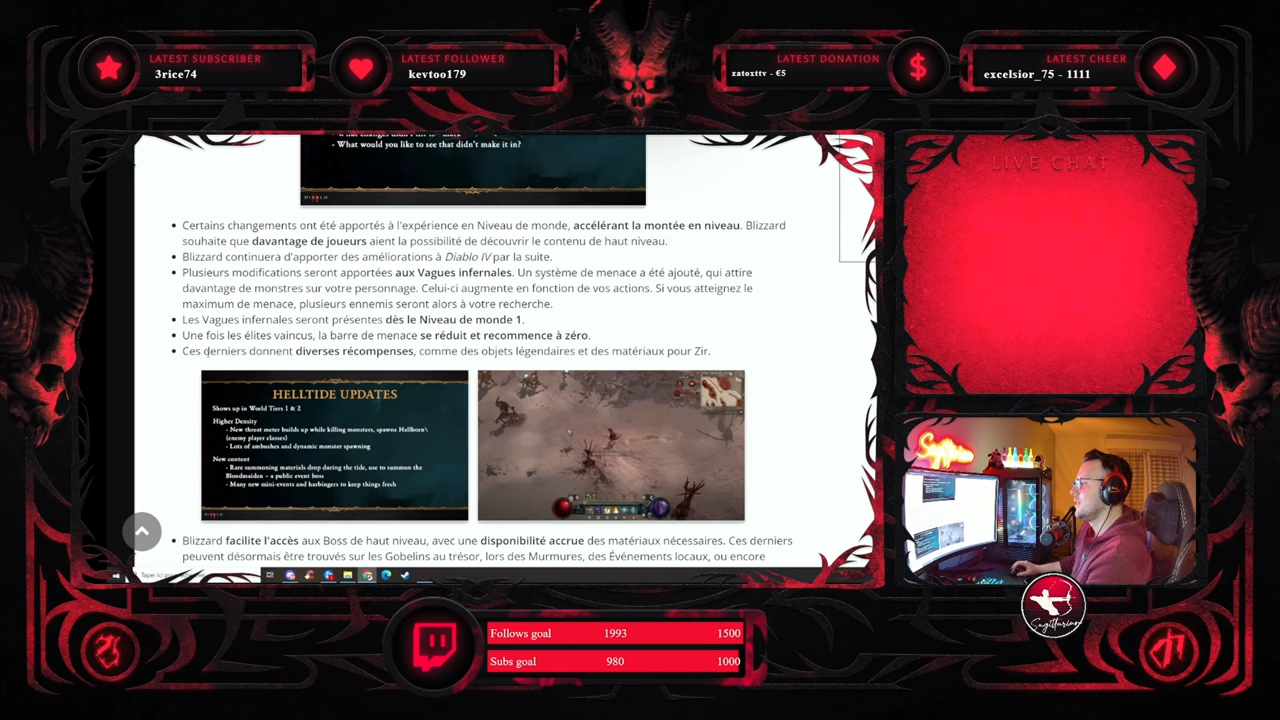 LATEST SUBSCRIBER
3rice74
LATEST FOLLOWER
kevtoo179
LATEST DONATION
zatoxttv - €5
LATEST CHEER
excelsior_75 - 1111
LIVE CHAT
- What would you like to see that didn't make it in?
DIABLO
• Certains changements ont été apportés à l'expérience en Niveau de monde, accélérant la montée en niveau. Blizzard
souhaite que davantage de joueurs aient la possibilité de découvrir le contenu de haut niveau.
• Blizzard continuera d'apporter des améliorations à Diablo IV par la suite.
• Plusieurs modifications seront apportées aux Vagues infernales. Un système de menace a été ajouté, qui attire
davantage de monstres sur votre personnage. Celui-ci augmente en fonction de vos actions. Si vous atteignez le
maximum de menace, plusieurs ennemis seront alors à votre recherche.
• Les Vagues infernales seront présentes dès le Niveau de monde 1.
• Une fois les élites vaincus, la barre de menace se réduit et recommence à zéro.
• Ces derniers donnent diverses récompenses, comme des objets légendaires et des matériaux pour Zir.
HELLTIDE UPDATES
Shows up in World Tiers 1 & 2
Higher Density
- New threat meter builds up while killing monsters, spawns Hellborn\
(enemy player classes)
- Lots of ambushes and dynamic monster spawning
New content
- Rare summoning materials drop during the tide, use to summon the
Bloodmaiden – a public event boss
- Many new mini-events and harbingers to keep things fresh
DIABLO
• Blizzard facilite l'accès aux Boss de haut niveau, avec une disponibilité accrue des matériaux nécessaires. Ces derniers
peuvent désormais être trouvés sur les Gobelins au trésor, lors des Murmures, des Événements locaux, ou encore
Taper ici po
Sagittarius
Sagittarius
Follows goal 1993 1500
Subs goal 980 1000